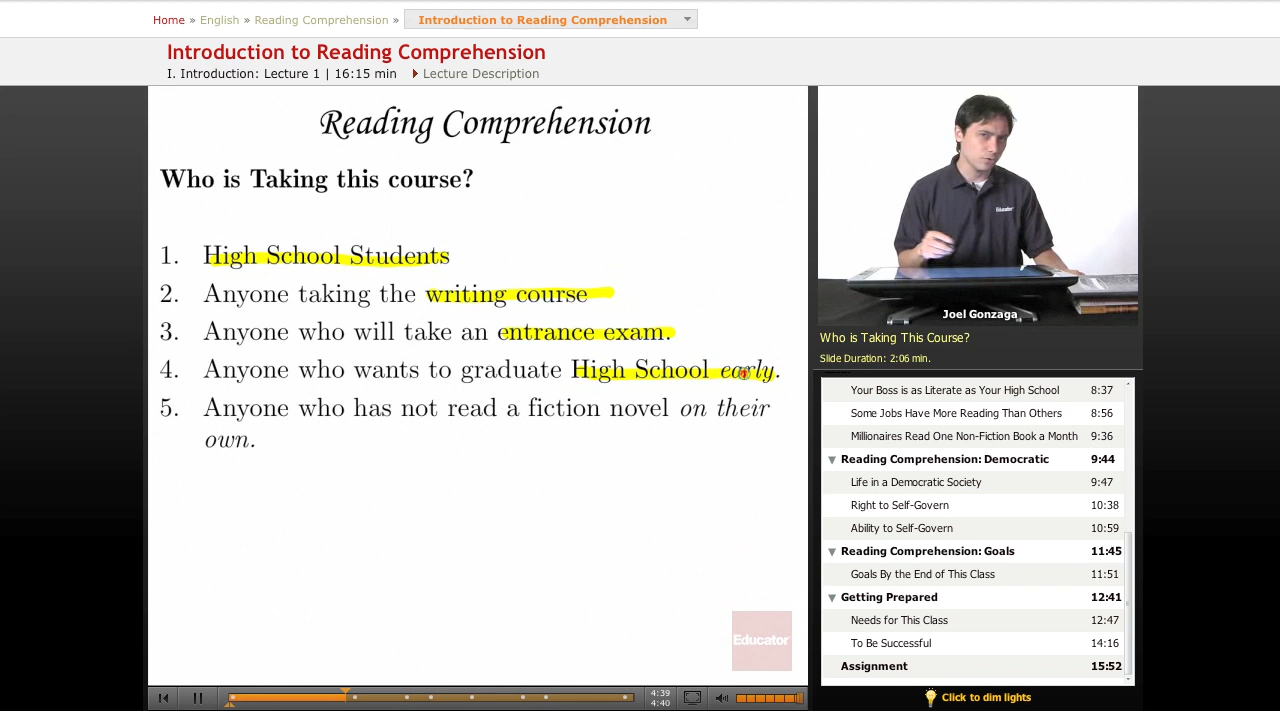 Home » English » Reading Comprehension » Introduction to Reading Comprehension
Introduction to Reading Comprehension
I. Introduction: Lecture 1 | 16:15 min Lecture Description
Reading Comprehension
Who is Taking this course?
1. High School Students
2. Anyone taking the writing course
3. Anyone who will take an entrance exam.
4. Anyone who wants to graduate High School early.
5. Anyone who has not read a fiction novel on their
own.
Educator
4:39
4:40
Educator
Joel Gonzaga
Who is Taking This Course?
Slide Duration: 2:06 min.
Your Boss is as Literate as Your High School 8:37
Some Jobs Have More Reading Than Others 8:56
Millionaires Read One Non-Fiction Book a Month 9:36
Reading Comprehension: Democratic 9:44
Life in a Democratic Society 9:47
Right to Self-Govern 10:38
Ability to Self-Govern 10:59
Reading Comprehension: Goals 11:45
Goals By the End of This Class 11:51
Getting Prepared 12:41
Needs for This Class 12:47
To Be Successful 14:16
Assignment 15:52
Click to dim lights